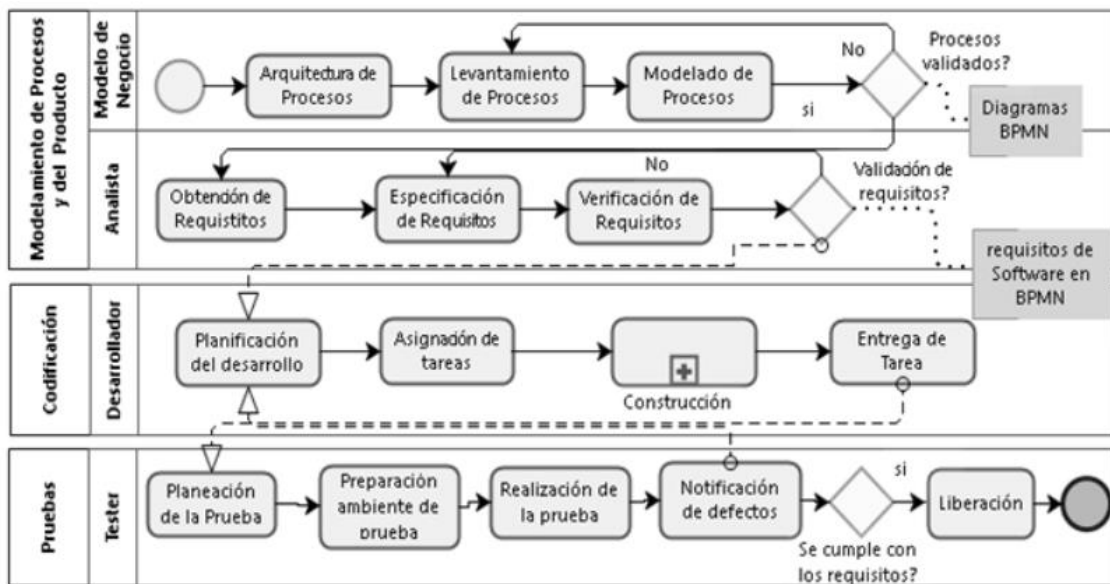 Modelamiento de Procesos
y del Producto
Modelo de
Negocio
Arquitectura de
Procesos
Levantamiento
de Procesos
Modelado de
Procesos
No
si
Procesos
validados?
Diagramas
BPMN
Analista
Obtención de
Requistitos
Especificación
de Requisitos
Verificación de
Requisitos
No
Validación de
requisitos?
requisitos de
Software en
BPMN
Codificación
Desarrollador
Planificación
del desarrollo
Asignación de
tareas
Construcción
Entrega de
Tarea
Pruebas
Tester
Planeación
de la Prueba
Preparación
ambiente de
prueba
Realización de
la prueba
Notificación
de defectos
Se cumple con
los requisitos?
si
Liberación